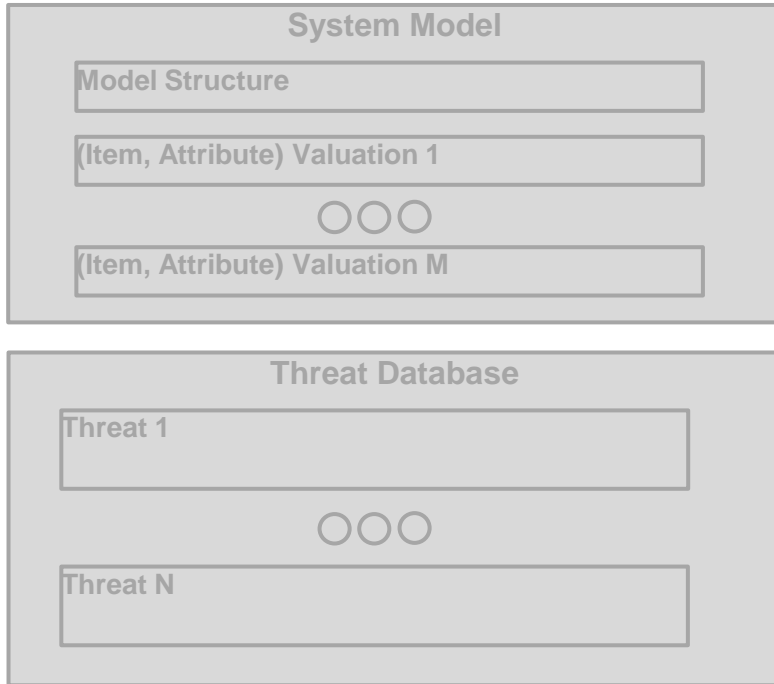 System Model
Model Structure
(Item, Attribute) Valuation 1
(Item, Attribute) Valuation M
Threat Database
Threat 1
Threat N